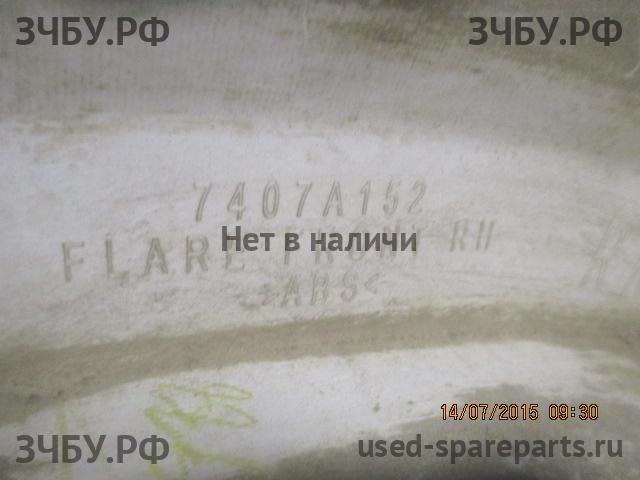 ЗЧБУ.РФ ЗЧБУ.РФ
7407A152
Нет в наличи
FLARE FRONT RH
>ABS<
14/07/2015 09:30
ЗЧБУ.РФ used-spareparts.ru